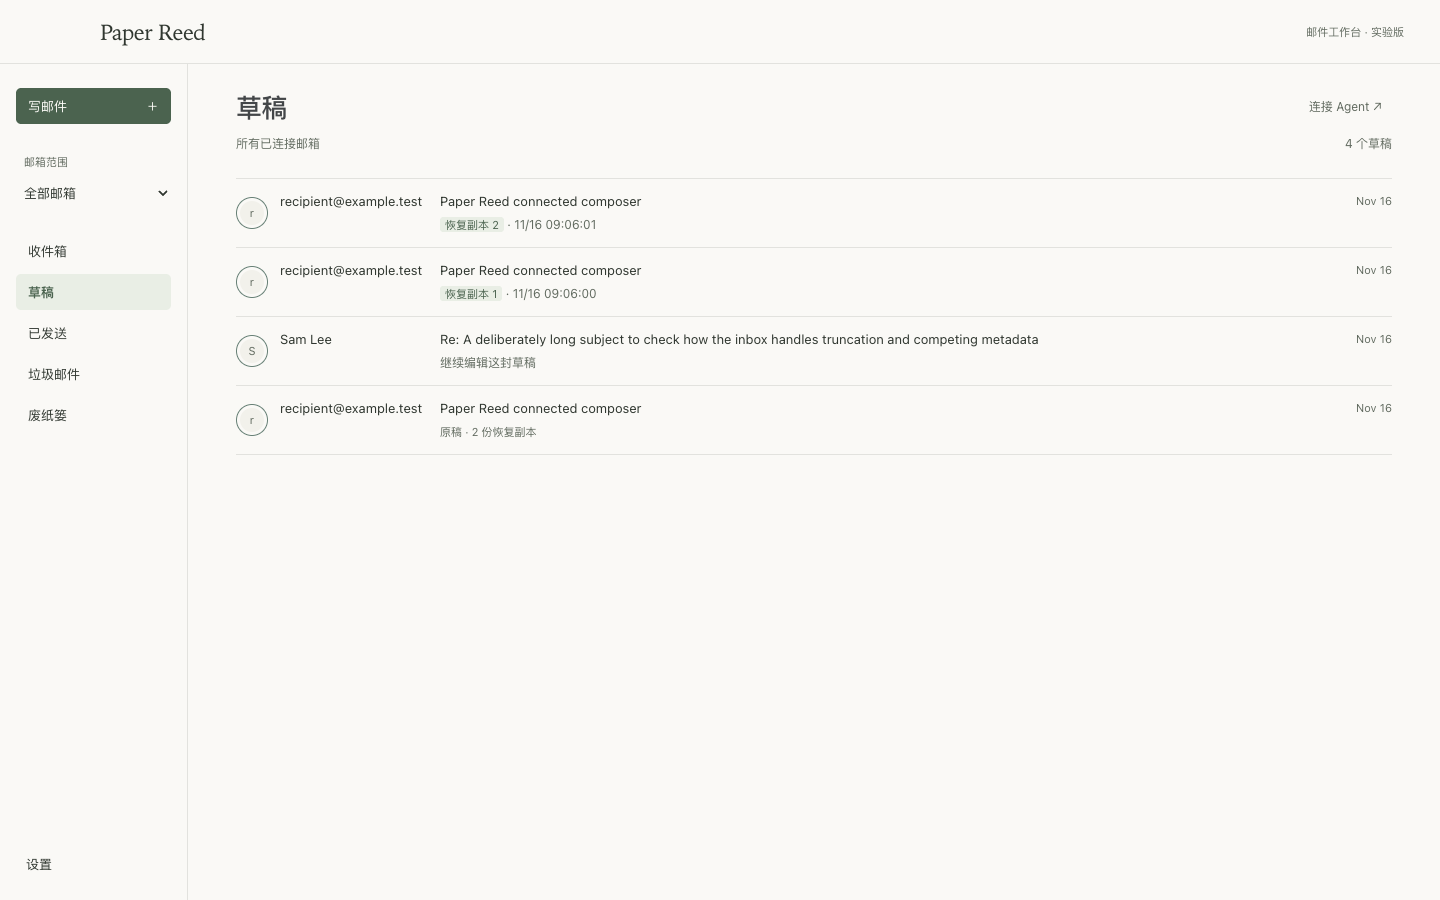 Paper Reed
邮件工作台 · 实验版
写邮件 +
邮箱范围
全部邮箱
收件箱
草稿
已发送
垃圾邮件
废纸篓
设置
草稿
连接 Agent ↗
所有已连接邮箱
4 个草稿
r
recipient@example.test
Paper Reed connected composer
Nov 16
恢复副本 2 · 11/16 09:06:01
r
recipient@example.test
Paper Reed connected composer
Nov 16
恢复副本 1 · 11/16 09:06:00
S
Sam Lee
Re: A deliberately long subject to check how the inbox handles truncation and competing metadata
Nov 16
继续编辑这封草稿
r
recipient@example.test
Paper Reed connected composer
Nov 16
原稿 · 2 份恢复副本